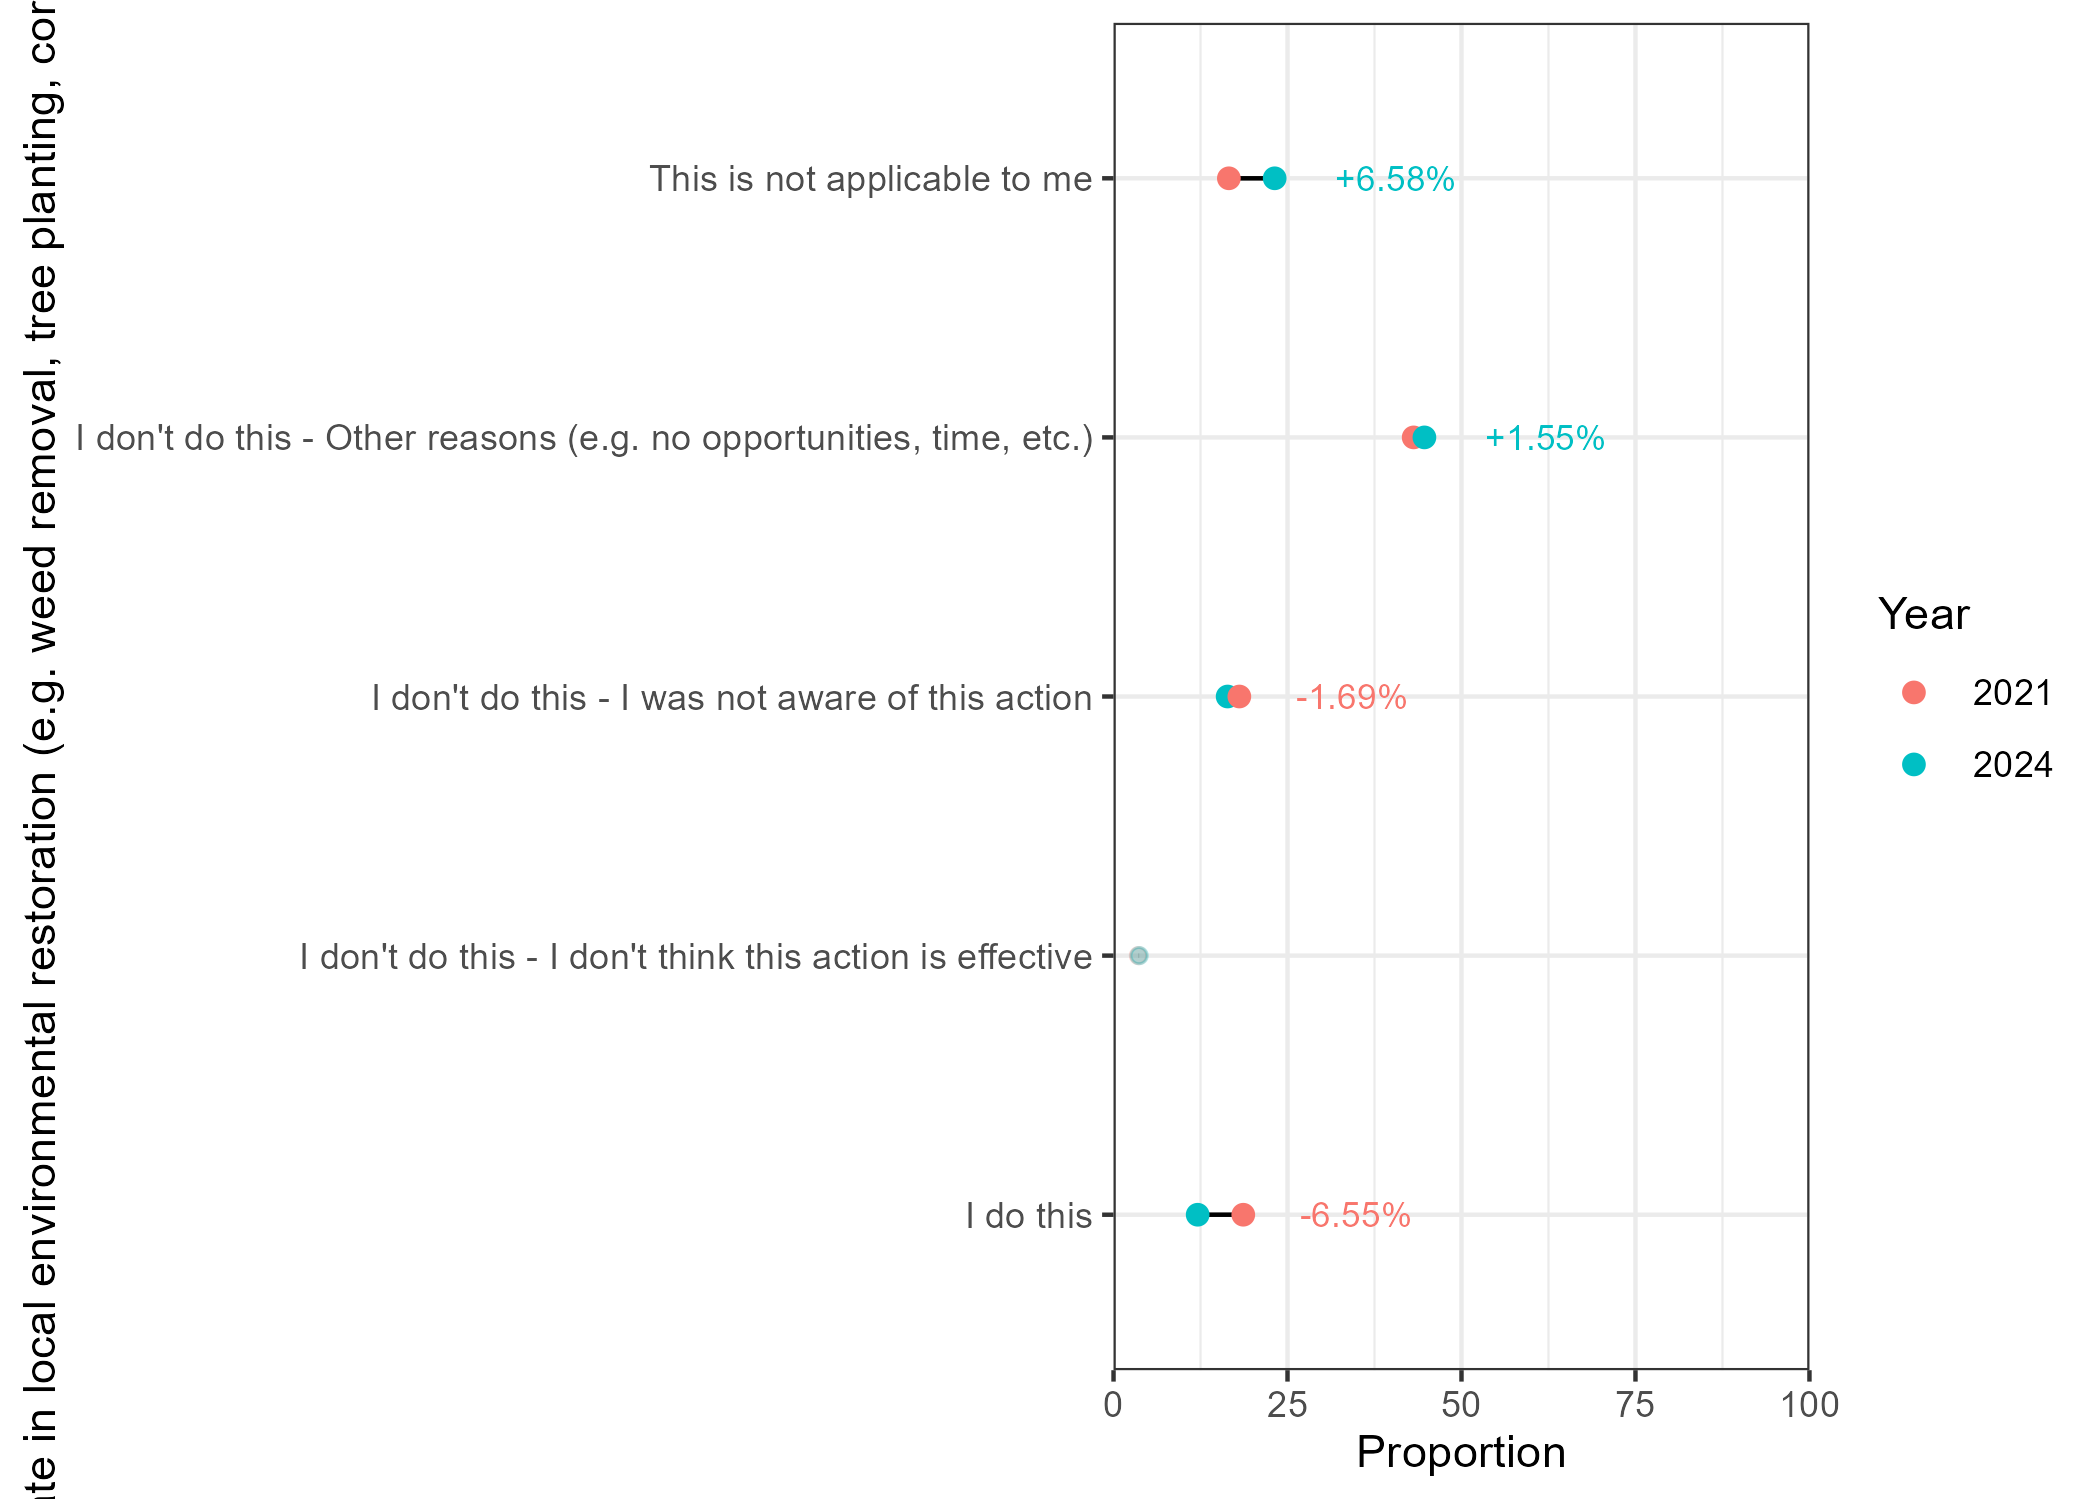 in local environmental restoration (e.g. weed removal, tree planting,
This is not applicable to me
+6.58%
I don't do this - Other reasons (e.g. no opportunities, time, etc.)
+1.55%
I don't do this - I was not aware of this action
-1.69%
I don't do this - I don't think this action is effective
I do this
-6.55%
0 25 50 75 100
Proportion
Year
2021
2024